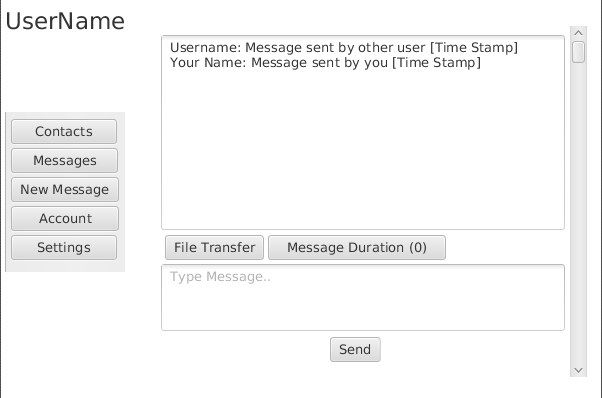 UserName
Username: Message sent by other user [Time Stamp]
Your Name: Message sent by you [Time Stamp]
Contacts
Messages
New Message
Account
Settings
File Transfer
Message Duration (0)
Type Message..
Send